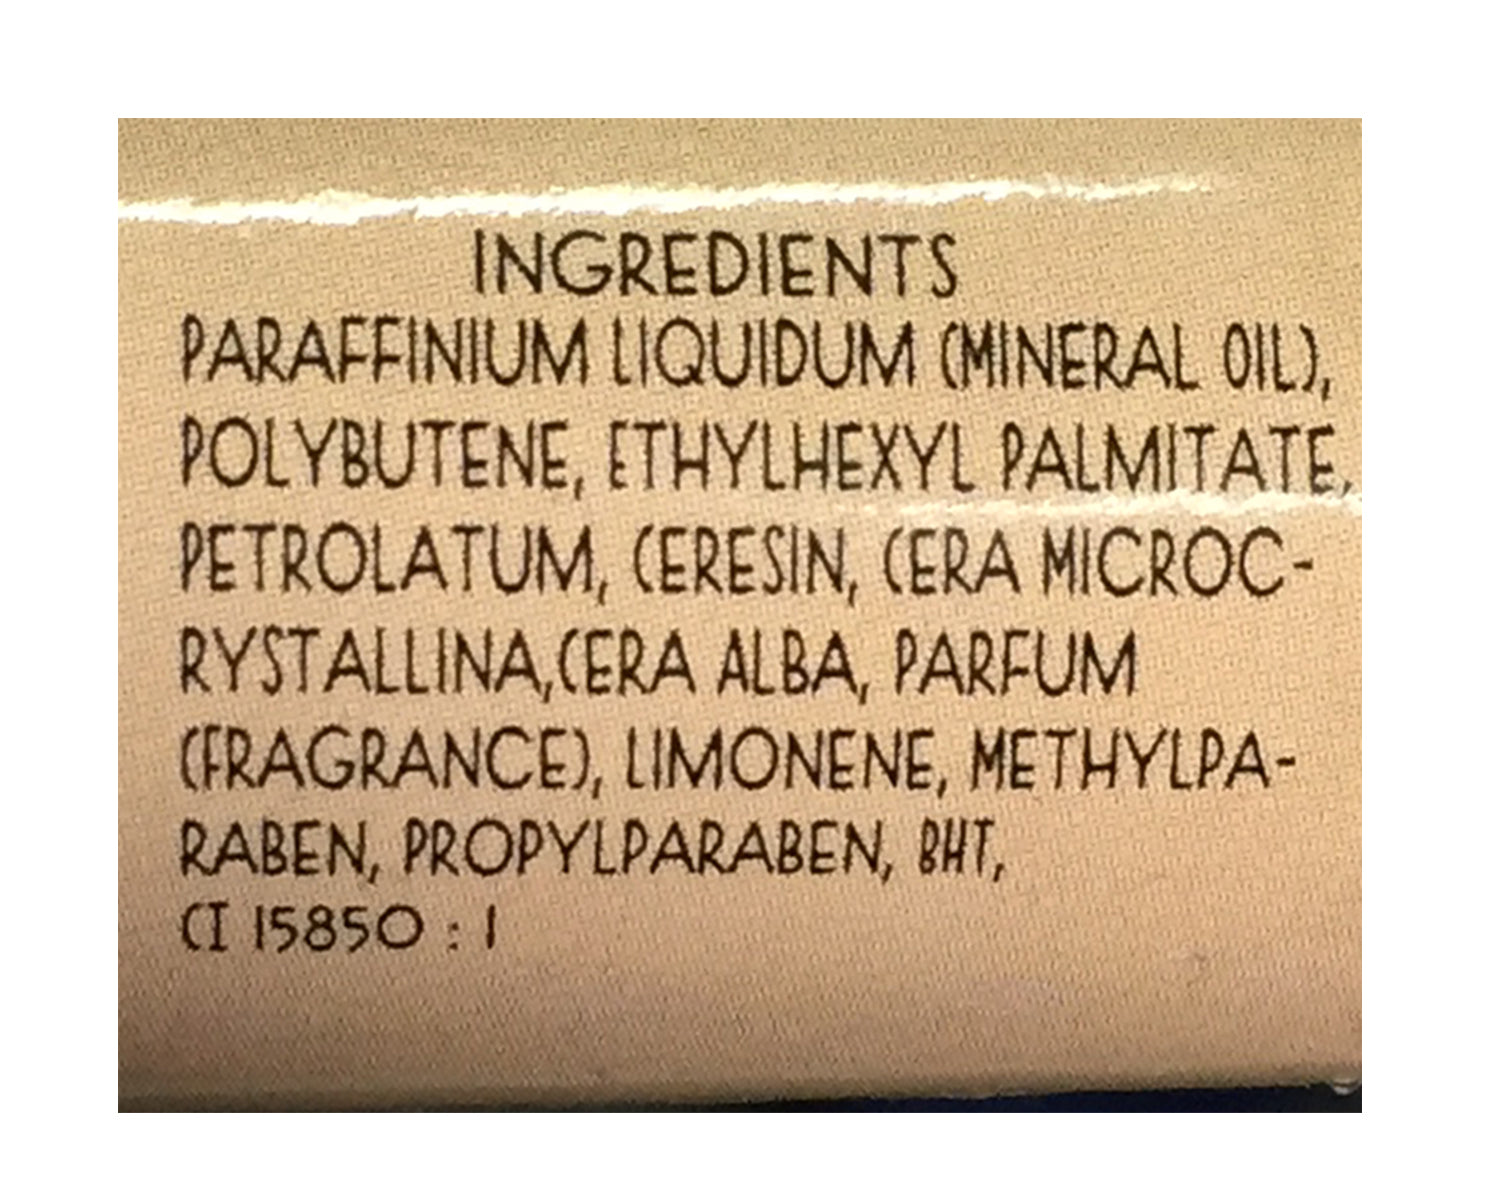 INGREDIENTS
PARAFFINIUM LIQUIDUM (MINERAL OIL),
POLYBUTENE, ETHYLHEXYL PALMITATE,
PETROLATUM, CERESIN, CERA MICROC-
RYSTALLINA,CERA ALBA, PARFUM
(FRAGRANCE), LIMONENE, METHYLPA-
RABEN, PROPYLPARABEN, BHT,
CI 15850 : 1